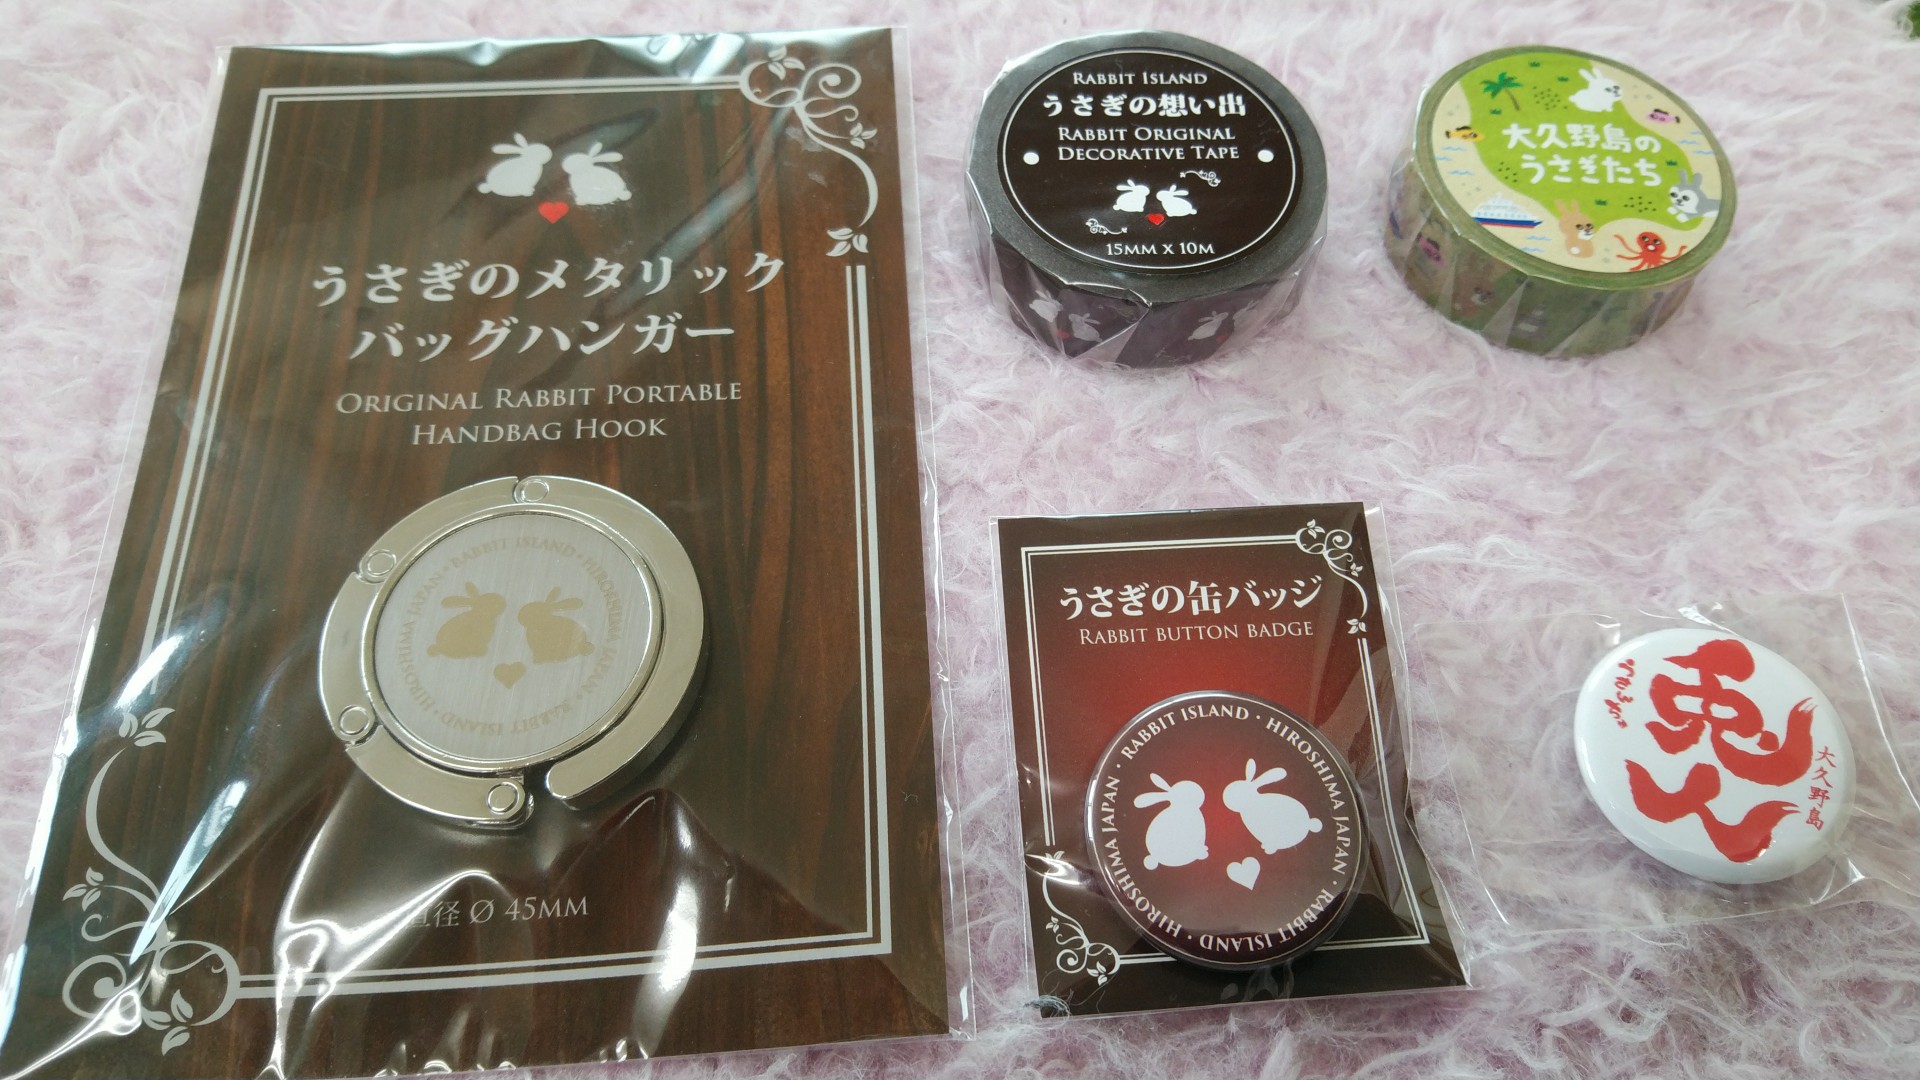 うさぎのメタリック
バッグハンガー
ORIGINAL RABBIT PORTABLE
HANDBAG HOOK
RABBIT ISLAND・HIROSHIMA JAPAN・RABBIT ISLAND・HIROSHIMA JAPAN・
直径 Ø 45MM
RABBIT ISLAND
うさぎの想い出
RABBIT ORIGINAL
DECORATIVE TAPE
15MM X 10M
大久野島の
うさぎたち
うさぎの缶バッジ
RABBIT BUTTON BADGE
RABBIT ISLAND・HIROSHIMA JAPAN・RABBIT ISLAND・HIROSHIMA JAPAN・
兎
大久野島